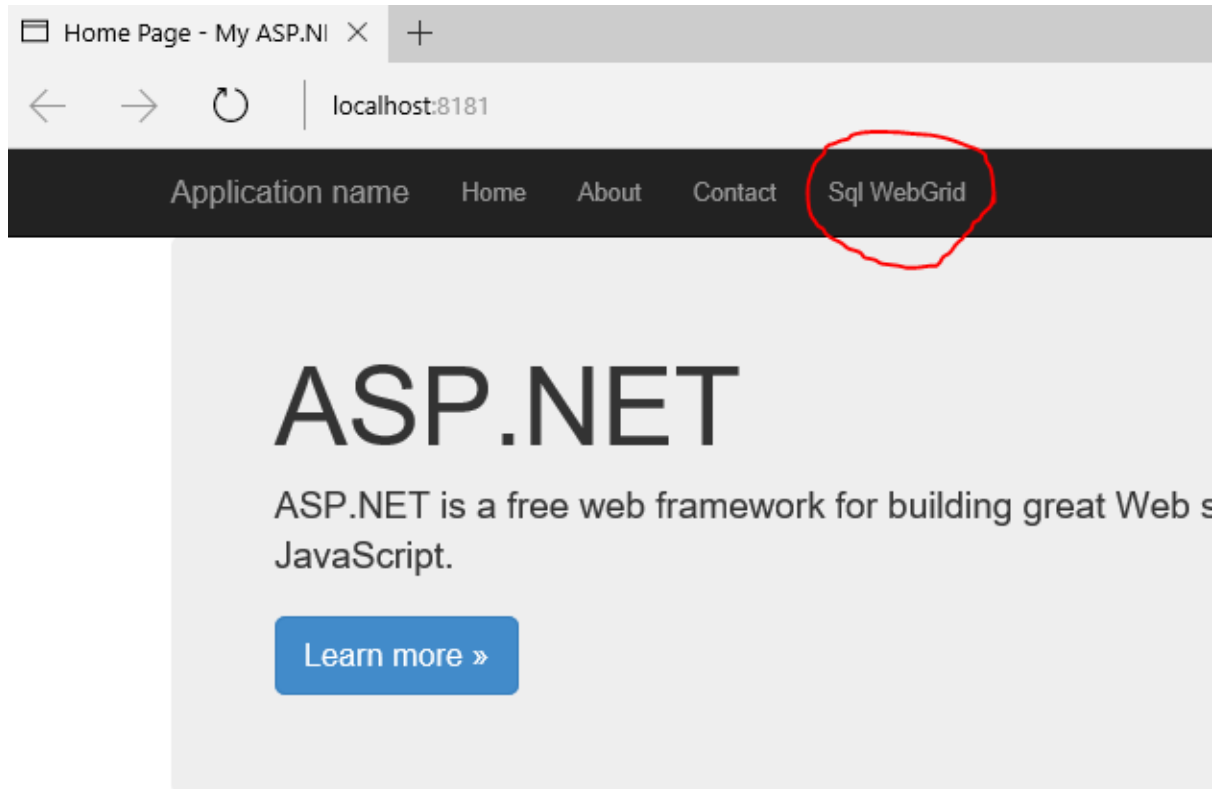 Home Page - My ASP.NI
localhost:8181
Application name Home About Contact Sql WebGrid
ASP.NET
ASP.NET is a free web framework for building great Web s
JavaScript.
Learn more »